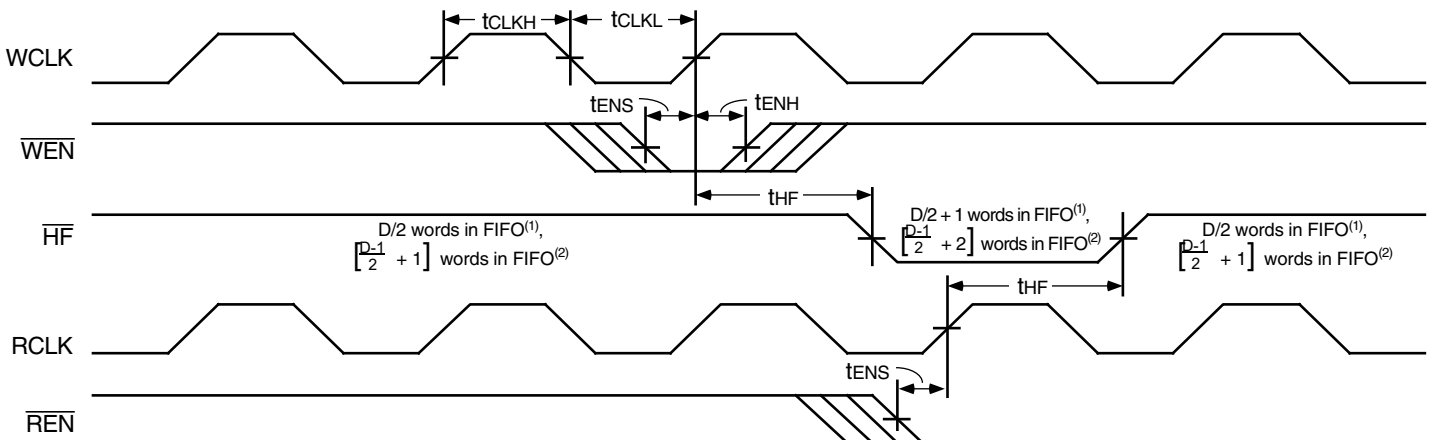 tCLKH tCLKL
WCLK
tENS tENH
WEN
tHF
HF
D/2 words in FIFO(1),
[D-1/2 + 1] words in FIFO(2)
D/2 + 1 words in FIFO(1),
[D-1/2 + 2] words in FIFO(2)
D/2 words in FIFO(1),
[D-1/2 + 1] words in FIFO(2)
tHF
RCLK
tENS
REN